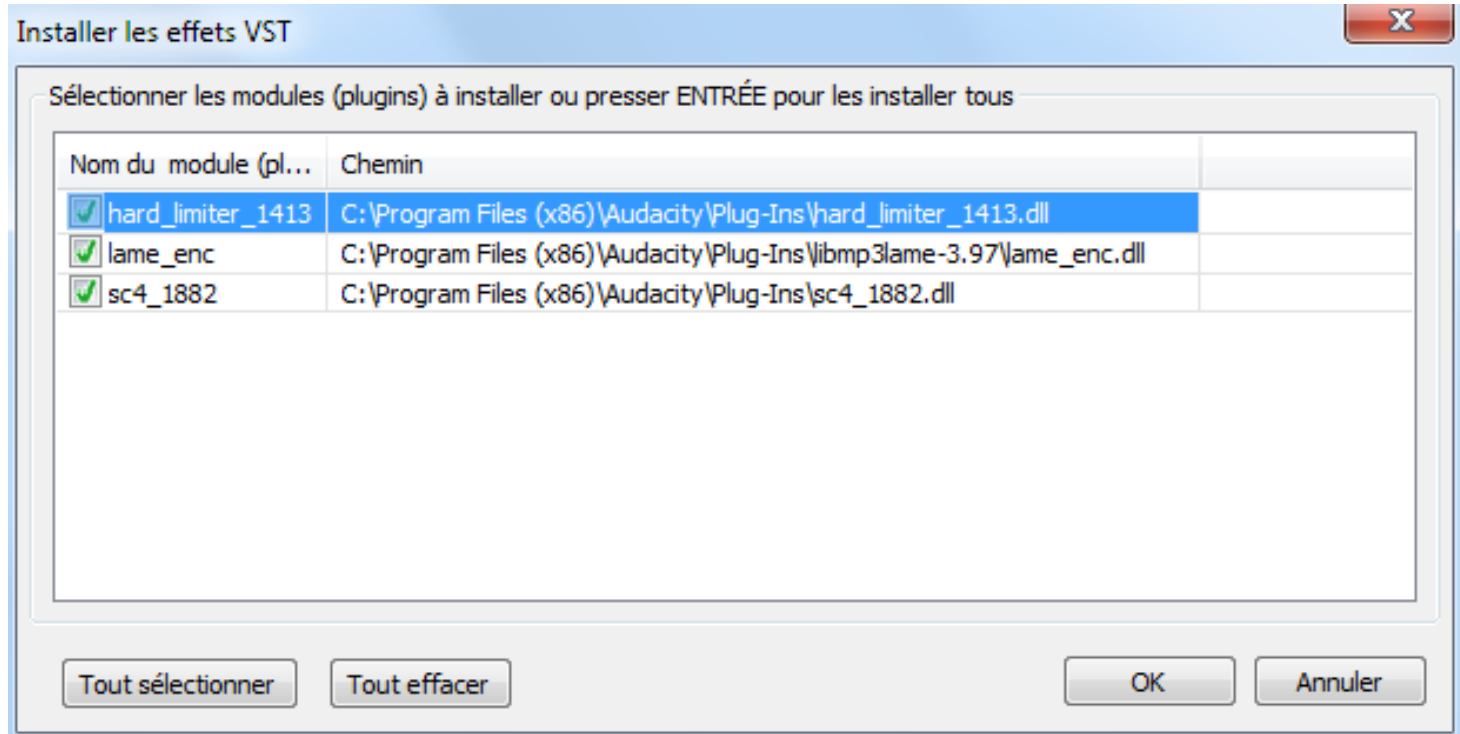 Installer les effets VST
Sélectionner les modules (plugins) à installer ou presser ENTRÉE pour les installer tous
Nom du module (pl... Chemin
hard_limiter_1413 C:\Program Files (x86)\Audacity\Plug-Ins\hard_limiter_1413.dll
lame_enc C:\Program Files (x86)\Audacity\Plug-Ins\libmp3lame-3.97\lame_enc.dll
sc4_1882 C:\Program Files (x86)\Audacity\Plug-Ins\sc4_1882.dll
Tout sélectionner Tout effacer OK Annuler